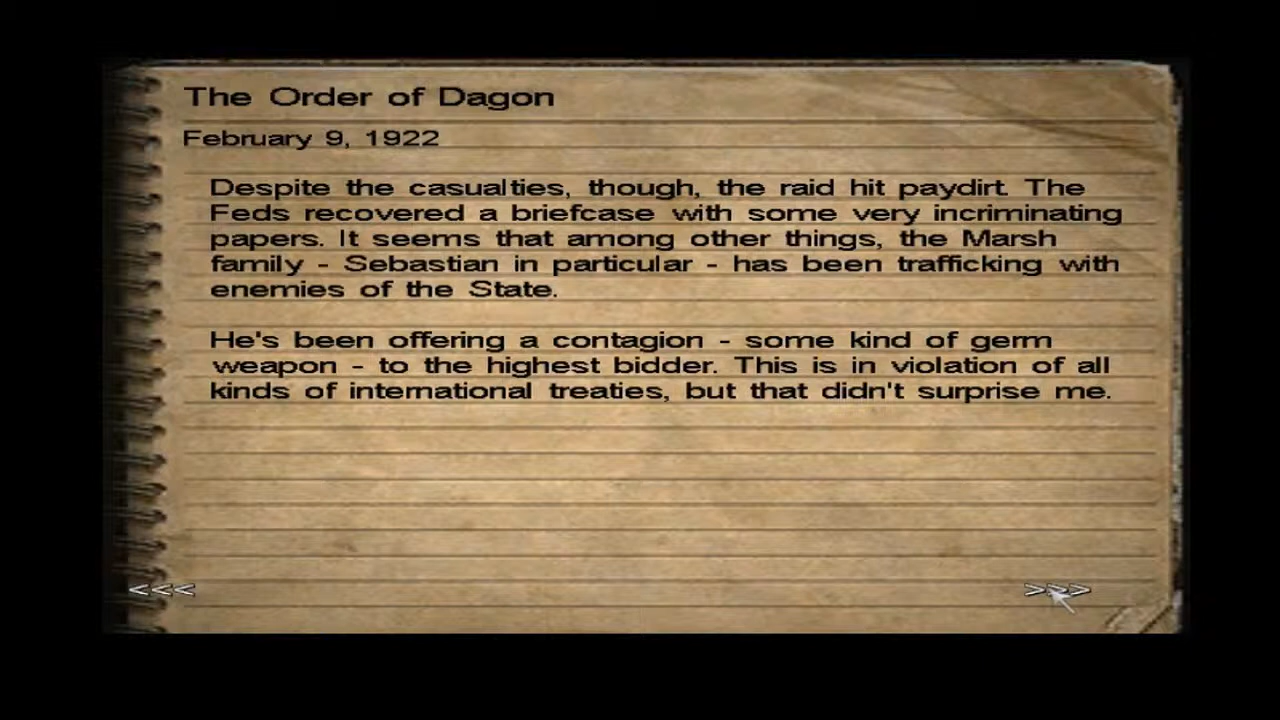 The Order of Dagon
February 9, 1922
Despite the casualties, though, the raid hit paydirt. The
Feds recovered a briefcase with some very incriminating
papers. It seems that among other things, the Marsh
family - Sebastian in particular - has been trafficking with
enemies of the State.
He's been offering a contagion - some kind of germ
weapon - to the highest bidder. This is in violation of all
kinds of international treaties, but that didn't surprise me.
<<< >>>